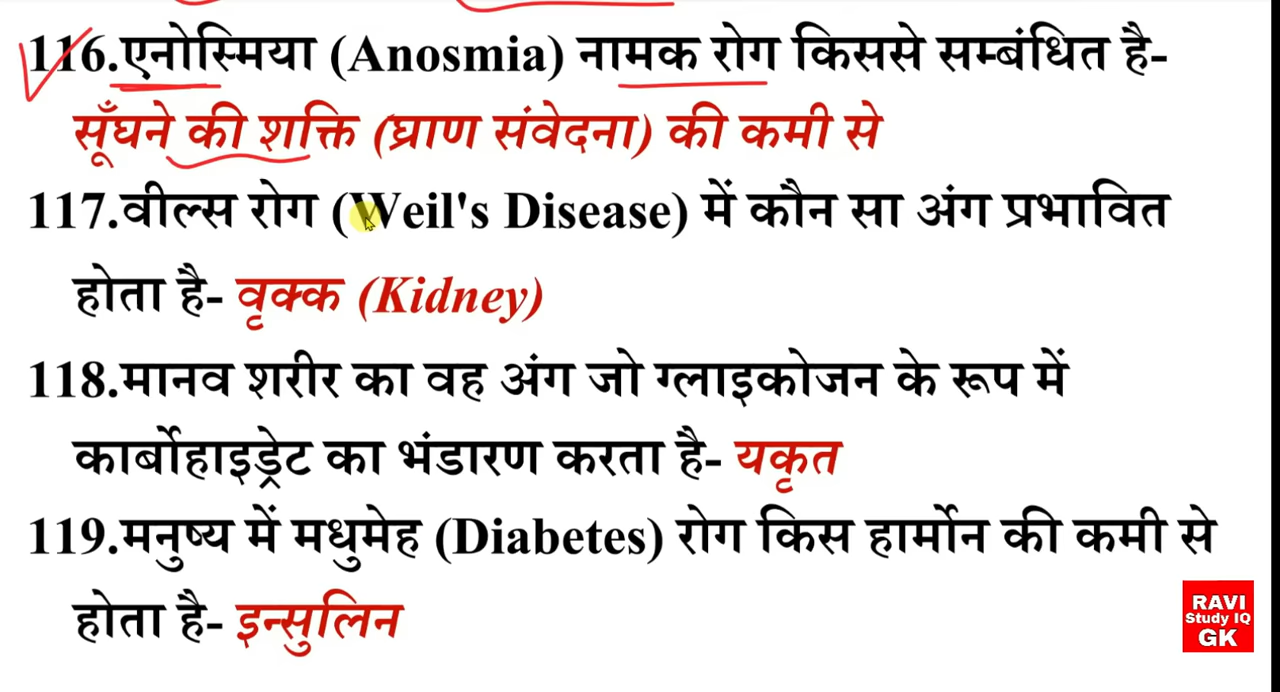 116.एनोस्मिया (Anosmia) नामक रोग किससे सम्बंधित है-
सूँघने की शक्ति (घ्राण संवेदना) की कमी से
117.वील्स रोग (Weil's Disease) में कौन सा अंग प्रभावित
होता है- वृक्क (Kidney)
118.मानव शरीर का वह अंग जो ग्लाइकोजन के रूप में
कार्बोहाइड्रेट का भंडारण करता है- यकृत
119.मनुष्य में मधुमेह (Diabetes) रोग किस हार्मोन की कमी से
होता है- इन्सुलिन
RAVI
Study IQ
GK